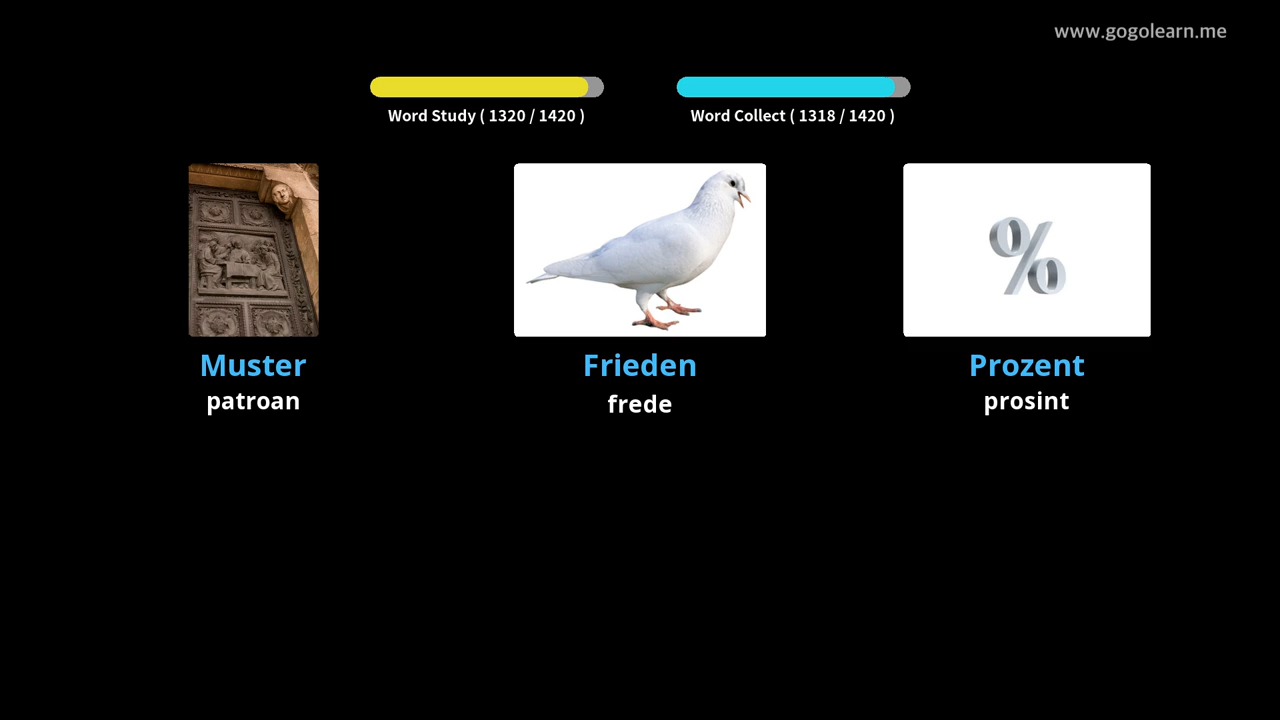 www.gogolearn.me
Word Study ( 1320 / 1420 )
Word Collect ( 1318 / 1420 )
%
Muster
Frieden
Prozent
patroan
frede
prosint